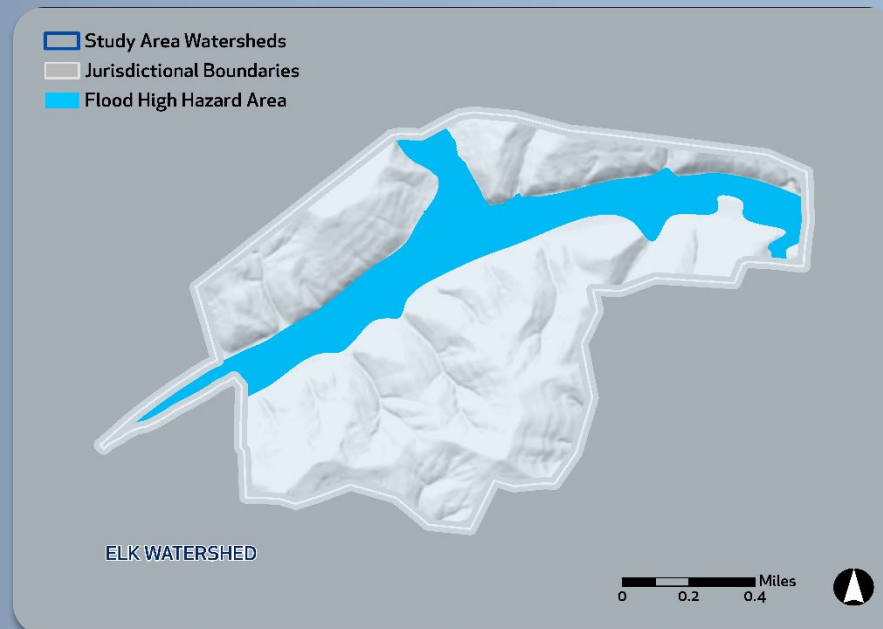 Study Area Watersheds
Jurisdictional Boundaries
Flood High Hazard Area
ELK WATERSHED
Miles
0 0.2 0.4